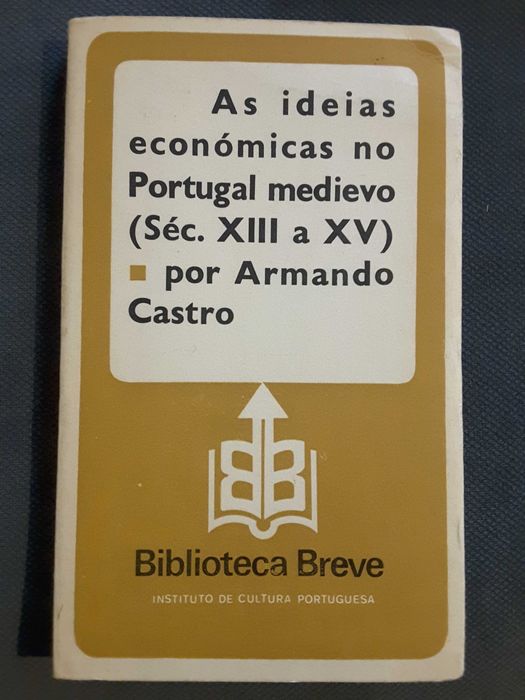 As ideias
económicas no
Portugal medievo
(Séc. XIII a XV)
▪ por Armando
Castro
BB
Biblioteca Breve
INSTITUTO DE CULTURA PORTUGUESA